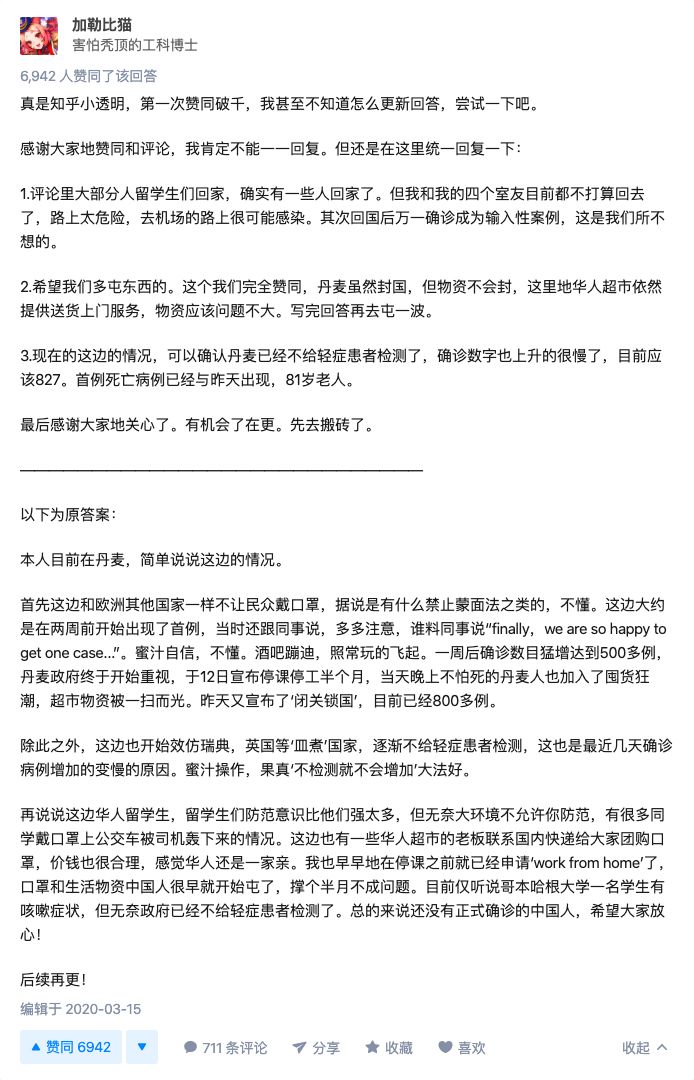 加勒比猫
害怕秃顶的工科博士
6,942 人赞同了该回答
真是知乎小透明，第一次赞同破千，我甚至不知道怎么更新回答，尝试一下吧。
感谢大家地赞同和评论，我肯定不能一一回复。但还是在这里统一回复一下：
1.评论里大部分人留学生们回家，确实有一些人回家了。但我和我的四个室友目前都不打算回去
了，路上太危险，去机场的路上很可能感染。其次回国后万一确诊成为输入性案例，这是我们所不
想的。
2.希望我们多屯东西的。这个我们完全赞同，丹麦虽然封国，但物资不会封，这里地华人超市依然
提供送货上门服务，物资应该问题不大。写完回答再去屯一波。
3.现在的这边的情况，可以确认丹麦已经不给轻症患者检测了，确诊数字也上升的很慢了，目前应
该827。首例死亡病例已经与昨天出现，81岁老人。
最后感谢大家地关心了。有机会了在更。先去搬砖了。
————————————————————————————
以下为原答案：
本人目前在丹麦，简单说说这边的情况。
首先这边和欧洲其他国家一样不让民众戴口罩，据说是有什么禁止蒙面法之类的，不懂。这边大约
是在两周前开始出现了首例，当时还跟同事说，多多注意，谁料同事说“finally，we are so happy to
get one case...”。蜜汁自信，不懂。酒吧蹦迪，照常玩的飞起。一周后确诊数目猛增达到500多例，
丹麦政府终于开始重视，于12日宣布停课停工半个月，当天晚上不怕死的丹麦人也加入了囤货狂
潮，超市物资被一扫而光。昨天又宣布了‘闭关锁国’，目前已经800多例。
除此之外，这边也开始效仿瑞典，英国等‘皿煮’国家，逐渐不给轻症患者检测，这也是最近几天确诊
病例增加的变慢的原因。蜜汁操作，果真‘不检测就不会增加’大法好。
再说说这边华人留学生，留学生们防范意识比他们强太多，但无奈大环境不允许你防范，有很多同
学戴口罩上公交车被司机轰下来的情况。这边也有一些华人超市的老板联系国内快递给大家团购口
罩，价钱也很合理，感觉华人还是一家亲。我也早早地在停课之前就已经申请‘work from home’了，
口罩和生活物资中国人很早就开始屯了，撑个半月不成问题。目前仅听说哥本哈根大学一名学生有
咳嗽症状，但无奈政府已经不给轻症患者检测了。总的来说还没有正式确诊的中国人，希望大家放
心！
后续再更！
编辑于 2020-03-15
赞同 6942 711 条评论 分享 收藏 喜欢 收起